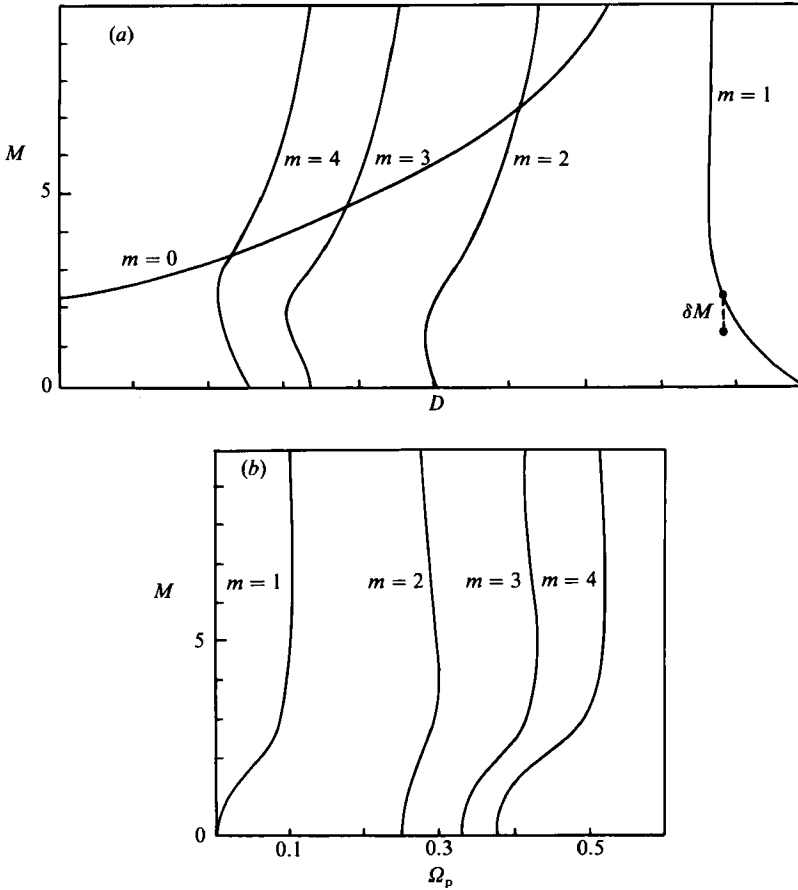 (a)
m = 1
m = 4
m = 3
m = 2
M
5
m = 0
δM
0
D
(b)
m = 1
m = 2
m = 3
m = 4
M
5
0
0.1
0.3
0.5
Ωp